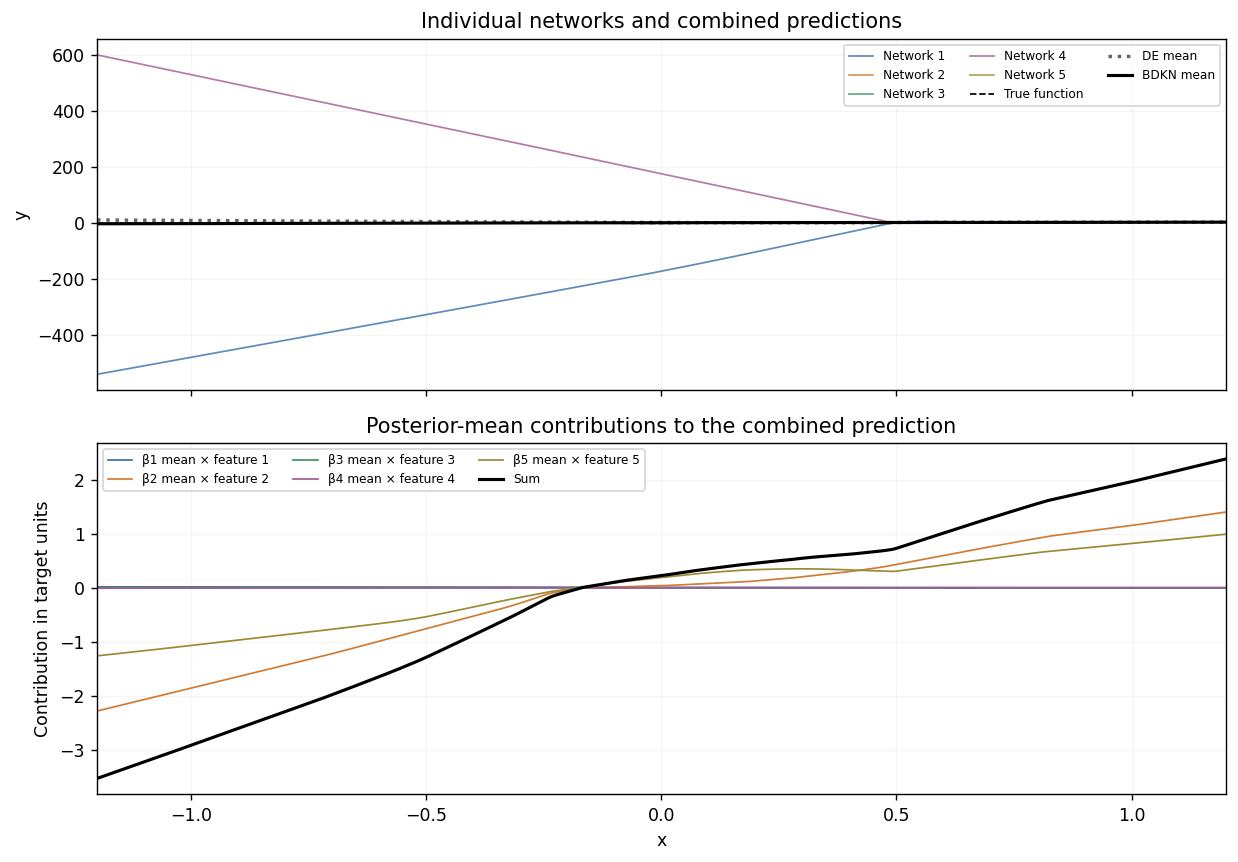 Individual networks and combined predictions
Network 1 Network 4 DE mean
Network 2 Network 5 BDKN mean
Network 3 True function
600
400
200
0
−200
−400
y
Posterior-mean contributions to the combined prediction
β1 mean × feature 1 β3 mean × feature 3 β5 mean × feature 5
β2 mean × feature 2 β4 mean × feature 4 Sum
2
1
0
−1
−2
−3
Contribution in target units
−1.0 −0.5 0.0 0.5 1.0
x